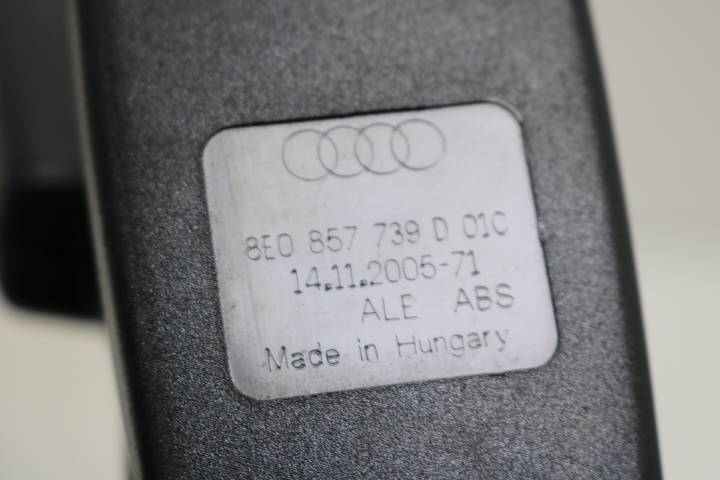 8E0 857 739 D 01C
14.11.2005-71
ALE ABS
Made in Hungary